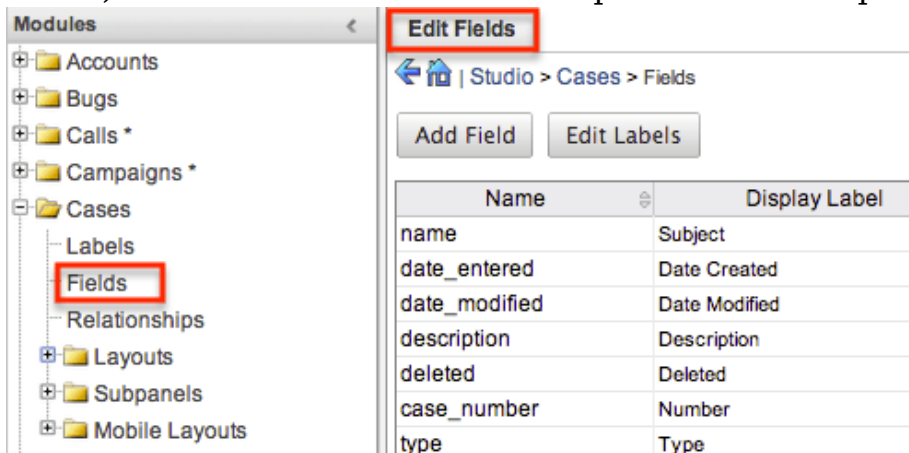 Modules <
Accounts
Bugs
Calls *
Campaigns *
Cases
Labels
Fields
Relationships
Layouts
Subpanels
Mobile Layouts
Edit Fields
| Studio > Cases > Fields
Add Field Edit Labels
Name Display Label
name Subject
date_entered Date Created
date_modified Date Modified
description Description
deleted Deleted
case_number Number
type Type